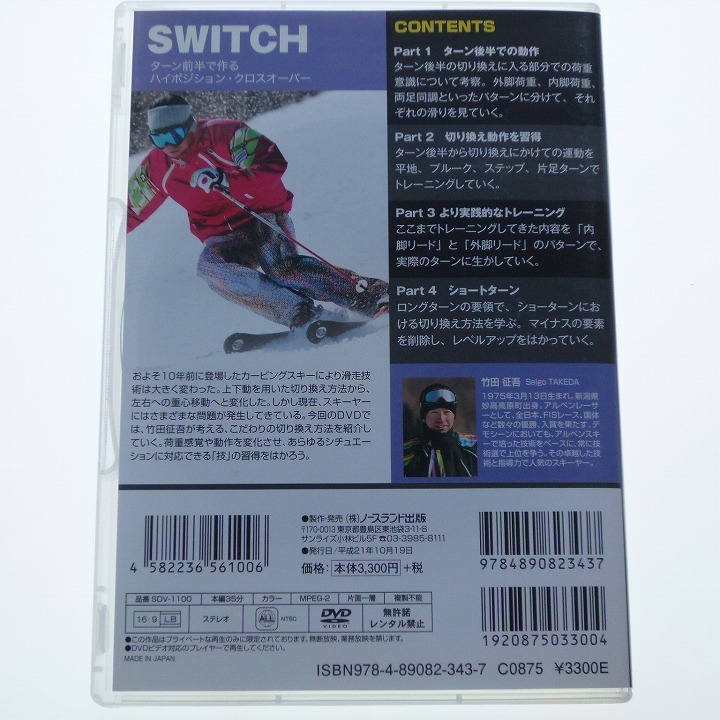 SWITCH
ターン前半で作る
ハイポジション・クロスオーバー
CONTENTS
Part 1 ターン後半での動作
ターン後半の切り換えに入る部分での荷重
意識について考察。外脚荷重、内脚荷重、
両足同調といったパターンに分けて、それ
ぞれの滑りを見ていく。
Part 2 切り換え動作を習得
ターン後半から切り換えにかけての運動を
平地、プルーク、ステップ、片足ターンで
トレーニングしていく。
Part 3 より実践的なトレーニング
ここまでトレーニングしてきた内容を「内
脚リード」と「外脚リード」のパターンで、
実際のターンに生かしていく。
Part 4 ショートターン
ロングターンの要領で、ショーターンにお
ける切り換え方法を学ぶ。マイナスの要素
を削除し、レベルアップをはかっていく。
およそ10年前に登場したカービングスキーにより滑走技
術は大きく変わった。上下動を用いた切り換え方法から、
左右への重心移動へと変化した。しかし現在、スキーヤー
にはさまざまな問題が発生してきている。今回のDVDで
は、竹田征吾が考える、こだわりの切り換え方法を紹介し
ていく。荷重感覚や動作を変化させ、あらゆるシチュエー
ションに対応できる「技」の習得をはかろう。
竹田 征吾 Seigo TAKEDA
1975年3月13日生まれ。新潟県
妙高高原町出身。アルペンレーサ
ーとして、全日本、FISレース、国体
など数々の優勝、入賞を果たす。デ
モシーンにおいても、アルペンスキ
ーで培った技術をベースに、常に技
術選で上位を争う。その卓越した技
術と指導力で人気のスキーヤー。
●製作・発売 (株)ノースランド出版
〒170-0013 東京都豊島区東池袋3-11-8
サンライズ小林ビル5F ☎03-3985-8111
●発行日/平成21年10月19日
価格：本体3,300円+税
4 582236 561006
9784890823437
1920875033004
品番 SDV-1100 本編35分 カラー MPEG-2 片面一層 複製不能
16:9 LB ステレオ ALL NTSC DVD VIDEO 無許諾
レンタル禁止
●この作品はプライベートな再生のみに限定されております。無断放映、業務放映を禁止します。
●DVDビデオ対応のプレイヤーで再生してください。
MADE IN JAPAN
ISBN978-4-89082-343-7 C0875 ¥3300E